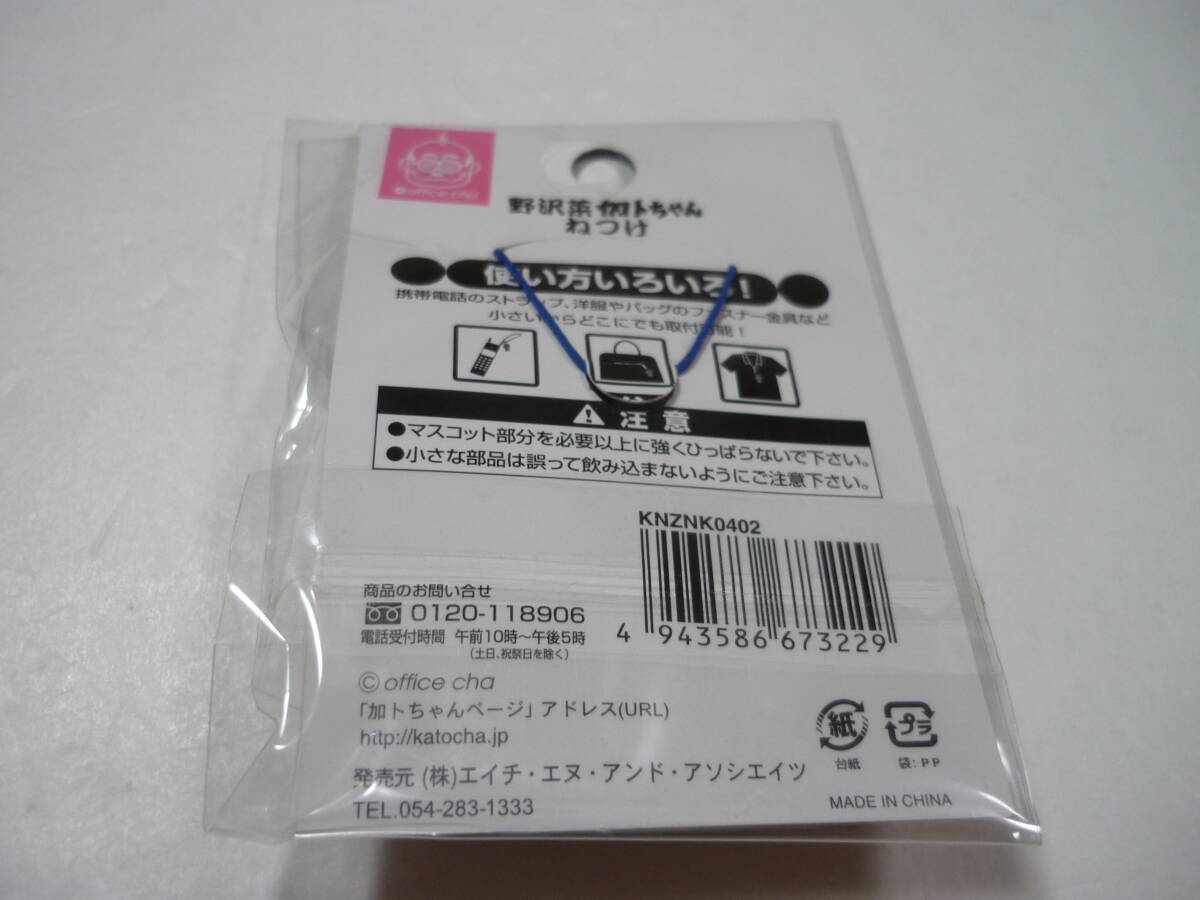 ©office cha
野沢菜加トちゃん
ねつけ
使い方いろいろ!
携帯電話のストラップ、洋服やバッグのファスナー金具など
小さいからどこにでも取付可能!
注意
●マスコット部分を必要以上に強くひっぱらないで下さい。
●小さな部品は誤って飲み込まないようにご注意下さい。
KNZNK0402
4 943586 673229
商品のお問い合せ
0120-118906
電話受付時間 午前10時〜午後5時
(土日、祝祭日を除く)
©office cha
「加トちゃんページ」アドレス(URL)
http://katocha.jp
発売元 (株)エイチ・エヌ・アンド・アソシエイツ
TEL.054-283-1333
紙
台紙
プラ
袋:PP
MADE IN CHINA